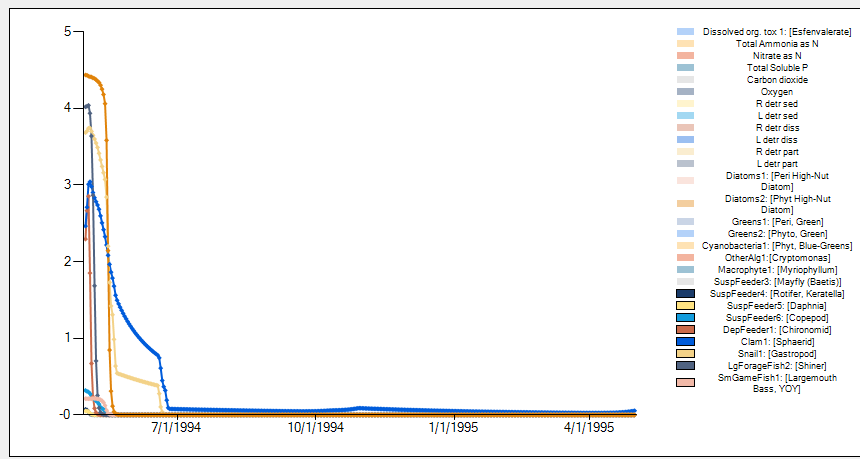 5
4
3
2
1
-0
7/1/1994
10/1/1994
1/1/1995
4/1/1995
Dissolved org. tox 1: [Esfenvalerate]
Total Ammonia as N
Nitrate as N
Total Soluble P
Carbon dioxide
Oxygen
R detr sed
L detr sed
R detr diss
L detr diss
R detr part
L detr part
Diatoms1: [Peri High-Nut
Diatom]
Diatoms2: [Phyt High-Nut
Diatom]
Greens1: [Peri, Green]
Greens2: [Phyto, Green]
Cyanobacteria1: [Phyt, Blue-Greens]
OtherAlg1:[Cryptomonas]
Macrophyte1: [Myriophyllum]
SuspFeeder3: [Mayfly (Baetis)]
SuspFeeder4: [Rotifer, Keratella]
SuspFeeder5: [Daphnia]
SuspFeeder6: [Copepod]
DepFeeder1: [Chironomid]
Clam1: [Sphaerid]
Snail1: [Gastropod]
LgForageFish2: [Shiner]
SmGameFish1: [Largemouth
Bass, YOY]